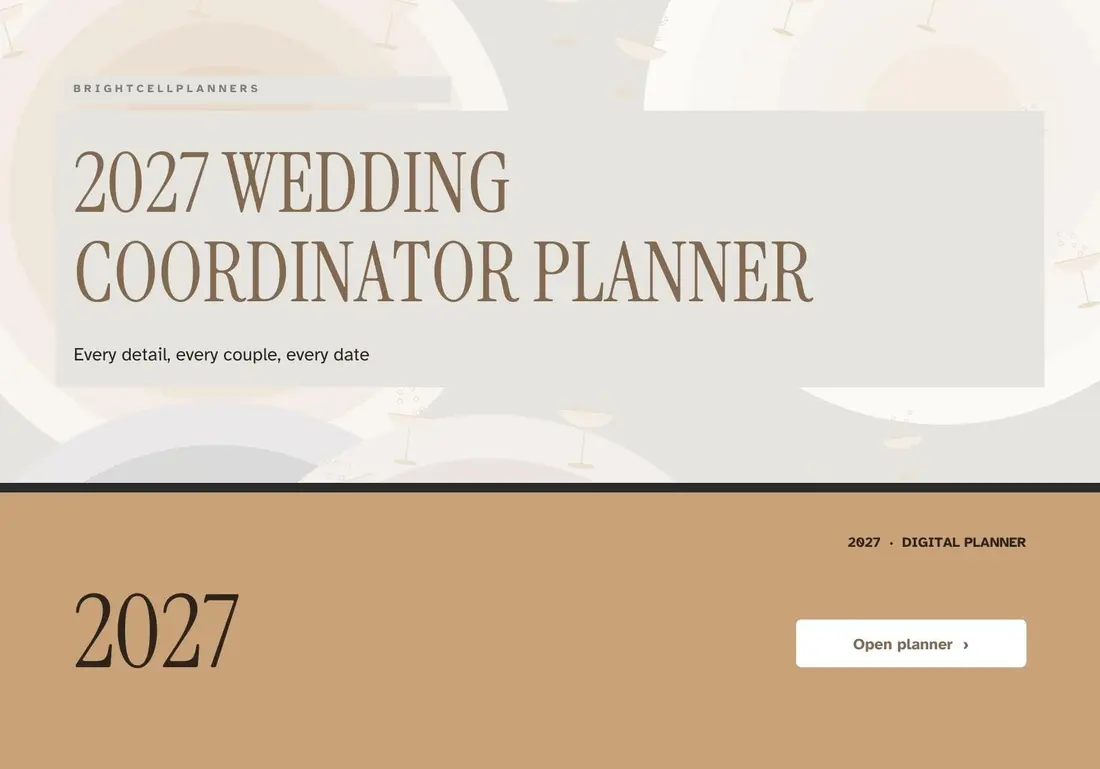 BRIGHTCELLPLANNERS
2027 WEDDING
COORDINATOR PLANNER
Every detail, every couple, every date
2027 · DIGITAL PLANNER
2027
Open planner ›